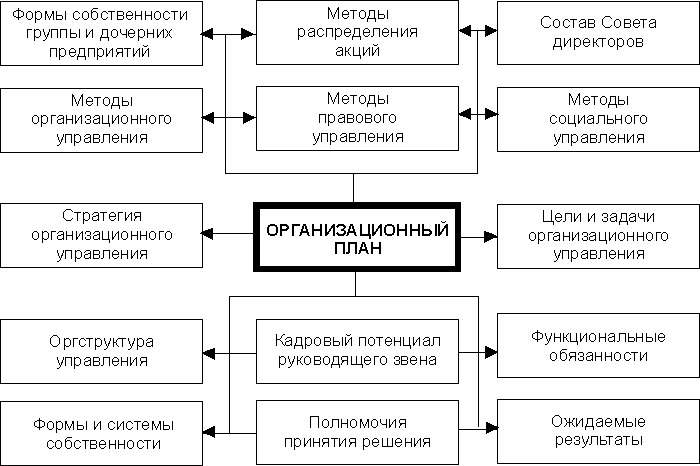 Формы собственности
группы и дочерних
предприятий
Методы
распределения
акций
Состав Совета
директоров
Методы
организационного
управления
Методы
правового
управления
Методы
социального
управления
Стратегия
организационного
управления
ОРГАНИЗАЦИОННЫЙ
ПЛАН
Цели и задачи
организационного
управления
Оргструктура
управления
Кадровый потенциал
руководящего звена
Функциональные
обязанности
Формы и системы
собственности
Полномочия
принятия решения
Ожидаемые
результаты